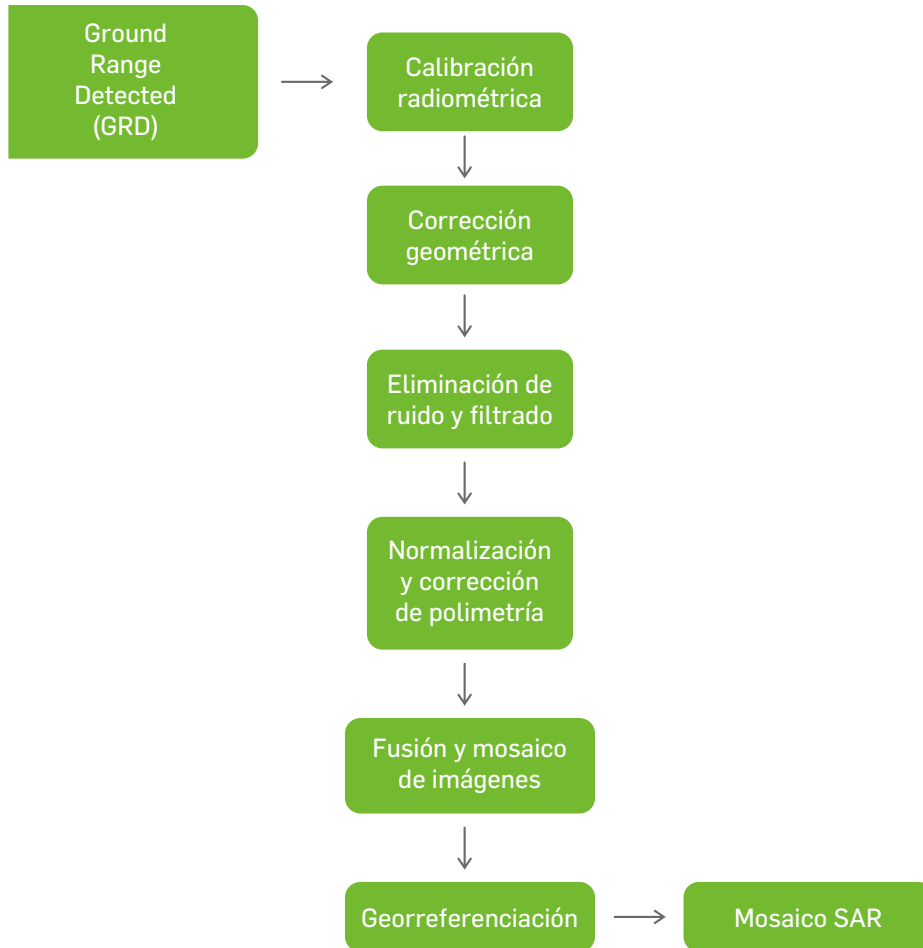 Ground
Range
Detected
(GRD)
Calibración
radiométrica
Corrección
geométrica
Eliminación de
ruido y filtrado
Normalización
y corrección
de polimetría
Fusión y mosaico
de imágenes
Georreferenciación
Mosaico SAR